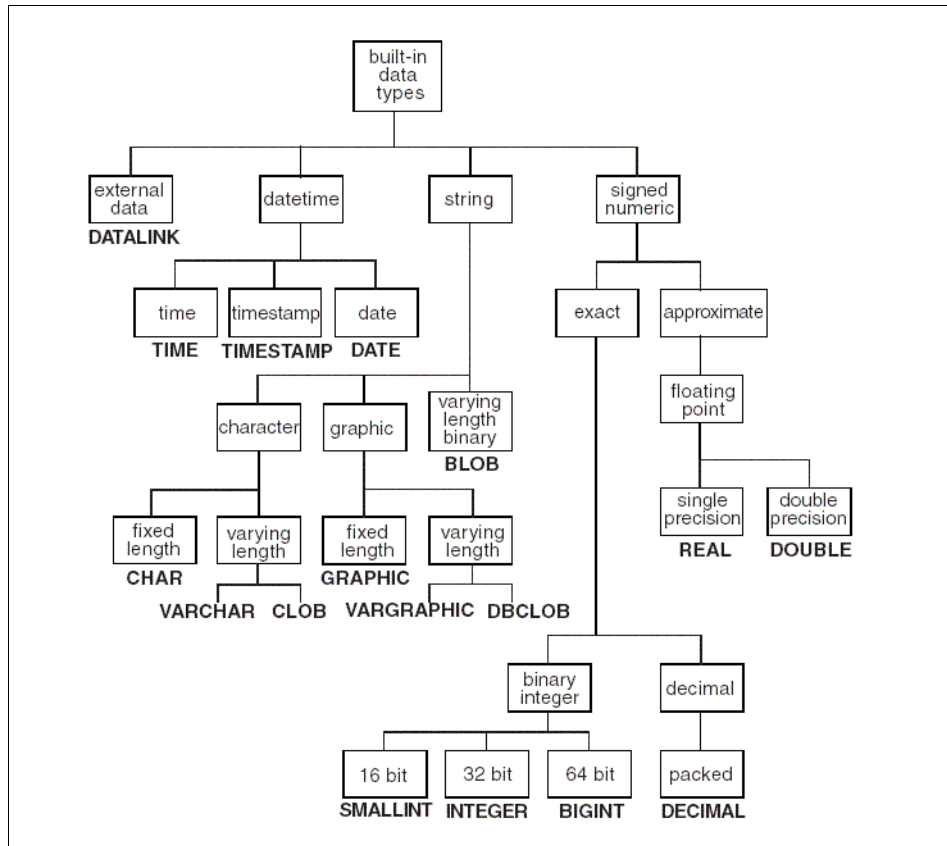 built-in
data
types
external
data
datetime
string
signed
numeric
DATALINK
time
timestamp
date
exact
approximate
TIME
TIMESTAMP
DATE
character
graphic
varying
length
binary
floating
point
BLOB
fixed
length
varying
length
fixed
length
varying
length
single
precision
double
precision
CHAR
GRAPHIC
REAL
DOUBLE
VARCHAR
CLOB
VARGRAPHIC
DBCLOB
binary
integer
decimal
16 bit
32 bit
64 bit
packed
SMALLINT
INTEGER
BIGINT
DECIMAL